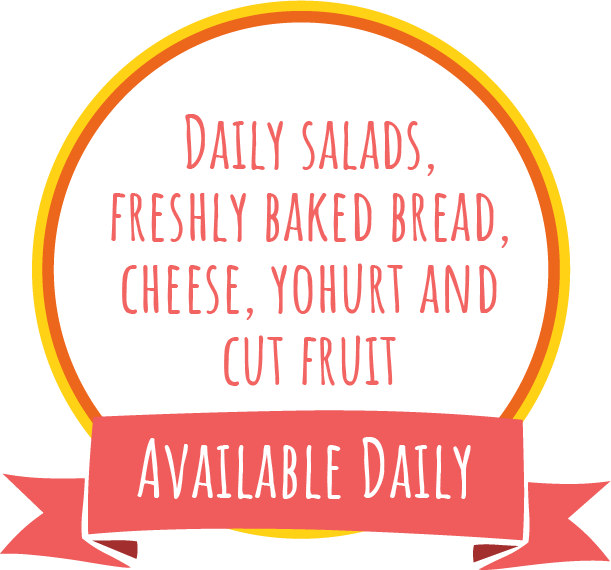 Daily salads,
freshly baked bread,
cheese, yohurt and
cut fruit
Available Daily